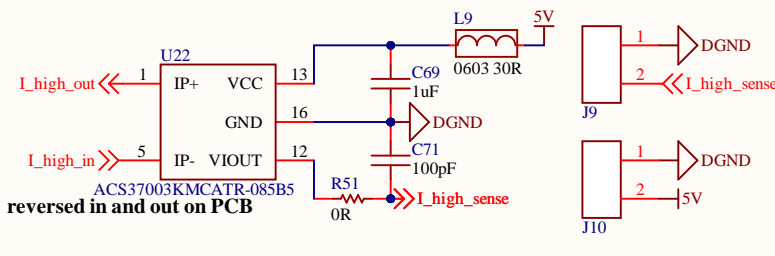 L9
5V
0603 30R
U22
I_high_out
1
IP+
VCC
13
C69
1uF
GND
16
DGND
I_high_in
5
IP-
VIOUT
12
C71
100pF
ACS37003KMCATR-085B5
R51
0R
I_high_sense
reversed in and out on PCB
1
DGND
2
I_high_sense
J9
1
DGND
2
5V
J10